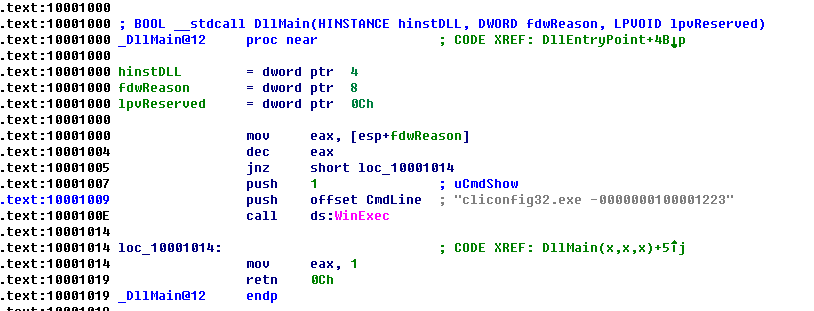 .text:10001000
.text:10001000 ; BOOL __stdcall DllMain(HINSTANCE hinstDLL, DWORD fdwReason, LPVOID lpvReserved)
.text:10001000 _DllMain@12 proc near ; CODE XREF: DllEntryPoint+4B↓p
.text:10001000
.text:10001000 hinstDLL = dword ptr 4
.text:10001000 fdwReason = dword ptr 8
.text:10001000 lpvReserved = dword ptr 0Ch
.text:10001000
.text:10001000 mov eax, [esp+fdwReason]
.text:10001004 dec eax
.text:10001005 jnz short loc_10001014
.text:10001007 push 1 ; uCmdShow
.text:10001009 push offset CmdLine ; "cliconfig32.exe -0000000100001223"
.text:1000100E call ds:WinExec
.text:10001014
.text:10001014 loc_10001014: ; CODE XREF: DllMain(x,x,x)+5↑j
.text:10001014 mov eax, 1
.text:10001019 retn 0Ch
.text:10001019 _DllMain@12 endp
.text:10001019